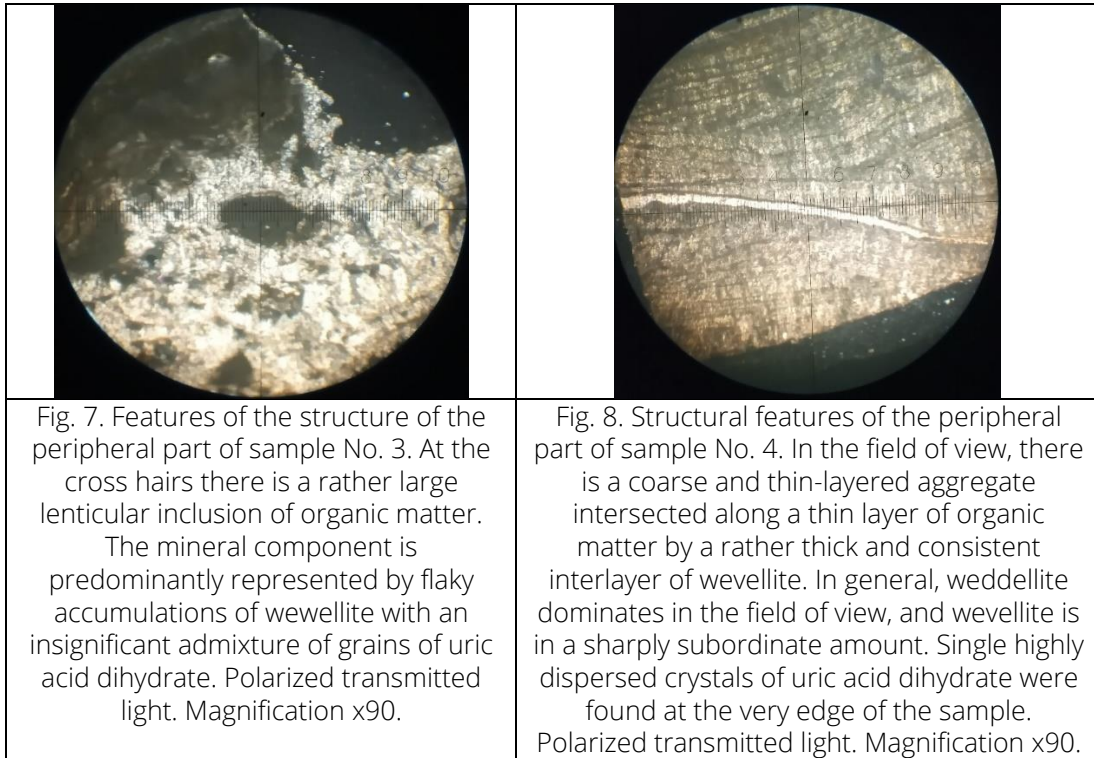 Fig. 7. Features of the structure of the
peripheral part of sample No. 3. At the
cross hairs there is a rather large
lenticular inclusion of organic matter.
The mineral component is
predominantly represented by flaky
accumulations of wewellite with an
insignificant admixture of grains of uric
acid dihydrate. Polarized transmitted
light. Magnification x90.
Fig. 8. Structural features of the peripheral
part of sample No. 4. In the field of view, there
is a coarse and thin-layered aggregate
intersected along a thin layer of organic
matter by a rather thick and consistent
interlayer of wevellite. In general, weddellite
dominates in the field of view, and wevellite is
in a sharply subordinate amount. Single highly
dispersed crystals of uric acid dihydrate were
found at the very edge of the sample.
Polarized transmitted light. Magnification x90.